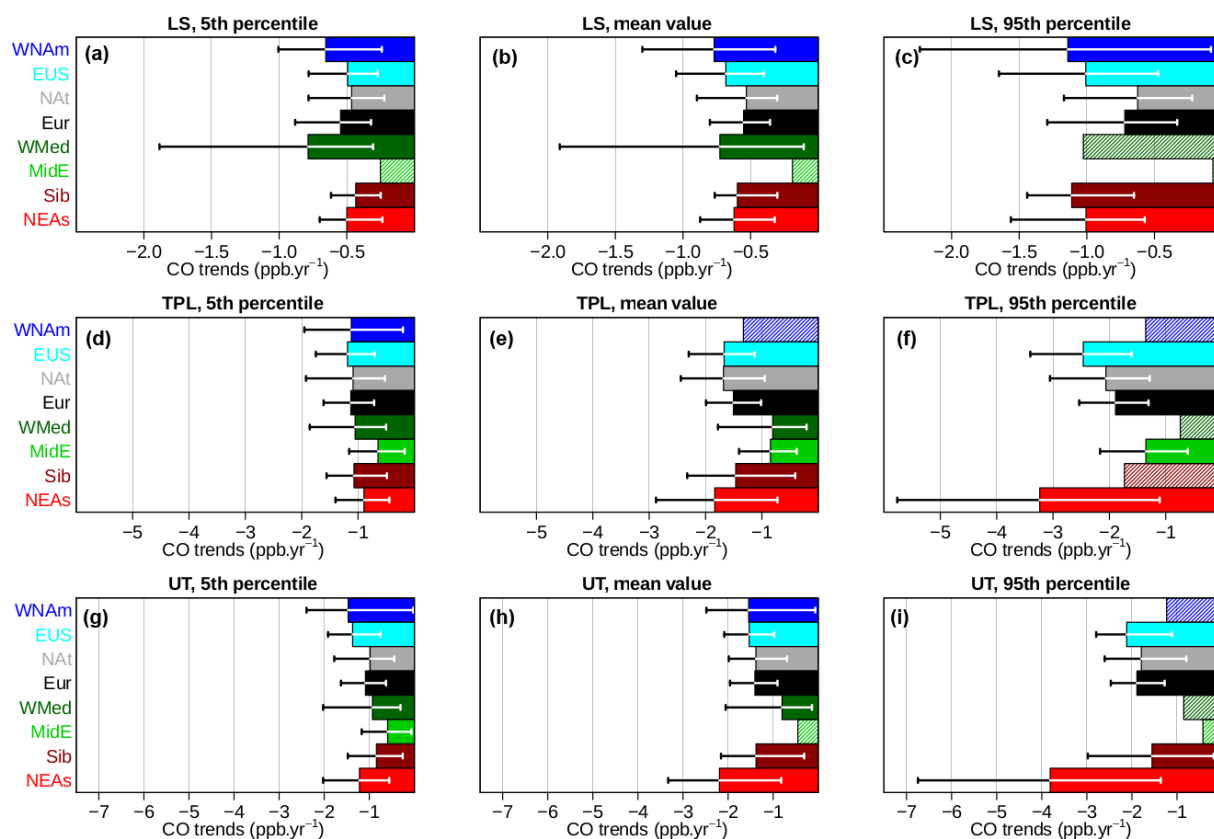 LS, 5th percentile LS, mean value LS, 95th percentile
WNAm (a) (b) (c)
EUS
NAt
Eur
WMed
MidE
Sib
NEAs
−2.0 −1.5 −1.0 −0.5 −2.0 −1.5 −1.0 −0.5 −2.0 −1.5 −1.0 −0.5
CO trends (ppb.yr⁻¹) CO trends (ppb.yr⁻¹) CO trends (ppb.yr⁻¹)
TPL, 5th percentile TPL, mean value TPL, 95th percentile
WNAm (d) (e) (f)
EUS
NAt
Eur
WMed
MidE
Sib
NEAs
−5 −4 −3 −2 −1 −5 −4 −3 −2 −1 −5 −4 −3 −2 −1
CO trends (ppb.yr⁻¹) CO trends (ppb.yr⁻¹) CO trends (ppb.yr⁻¹)
UT, 5th percentile UT, mean value UT, 95th percentile
WNAm (g) (h) (i)
EUS
NAt
Eur
WMed
MidE
Sib
NEAs
−7 −6 −5 −4 −3 −2 −1 −7 −6 −5 −4 −3 −2 −1 −7 −6 −5 −4 −3 −2 −1
CO trends (ppb.yr⁻¹) CO trends (ppb.yr⁻¹) CO trends (ppb.yr⁻¹)